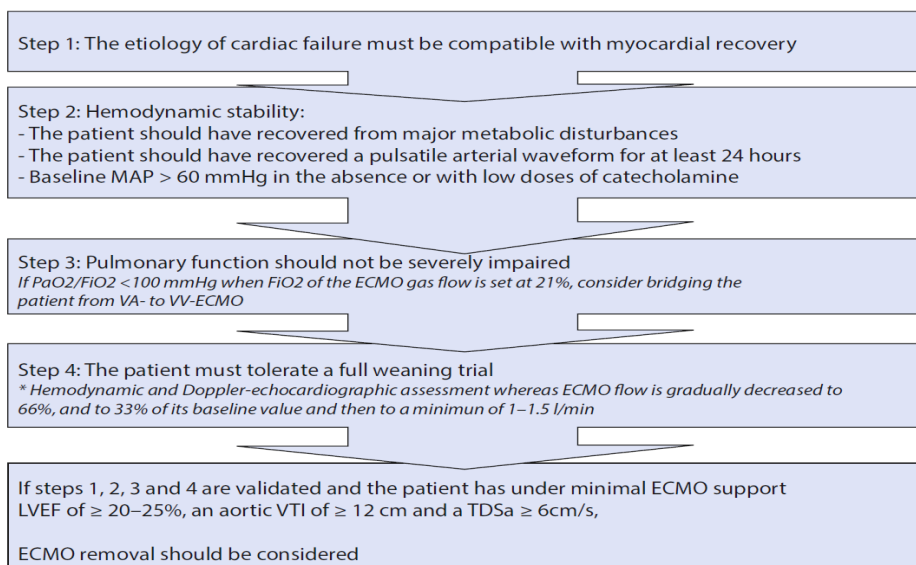 Step 1: The etiology of cardiac failure must be compatible with myocardial recovery
Step 2: Hemodynamic stability:
- The patient should have recovered from major metabolic disturbances
- The patient should have recovered a pulsatile arterial waveform for at least 24 hours
- Baseline MAP > 60 mmHg in the absence or with low doses of catecholamine
Step 3: Pulmonary function should not be severely impaired
If PaO2/FiO2 <100 mmHg when FiO2 of the ECMO gas flow is set at 21%, consider bridging the
patient from VA- to VV-ECMO
Step 4: The patient must tolerate a full weaning trial
* Hemodynamic and Doppler-echocardiographic assessment whereas ECMO flow is gradually decreased to
66%, and to 33% of its baseline value and then to a minimun of 1–1.5 l/min
If steps 1, 2, 3 and 4 are validated and the patient has under minimal ECMO support
LVEF of ≥ 20–25%, an aortic VTI of ≥ 12 cm and a TDSa ≥ 6cm/s,
ECMO removal should be considered